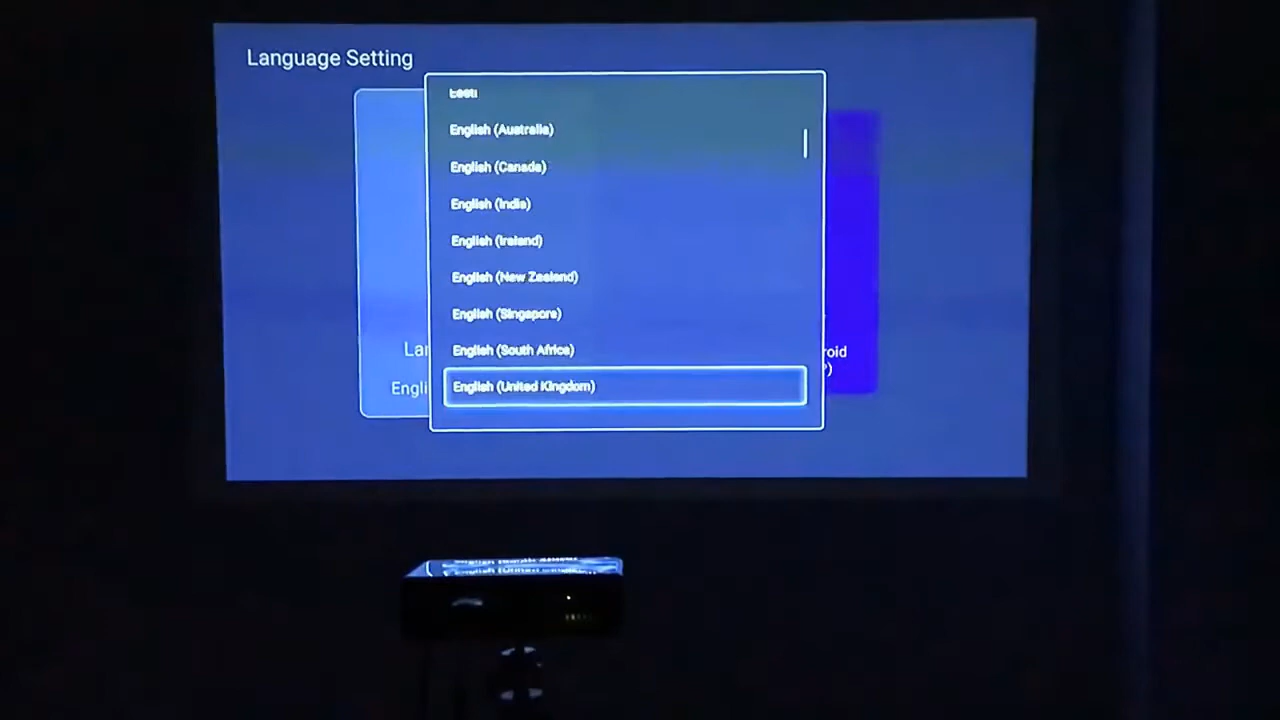 Language Setting
Eesti
English (Australia)
English (Canada)
English (India)
English (Ireland)
English (New Zealand)
English (Singapore)
English (South Africa)
English (United Kingdom)